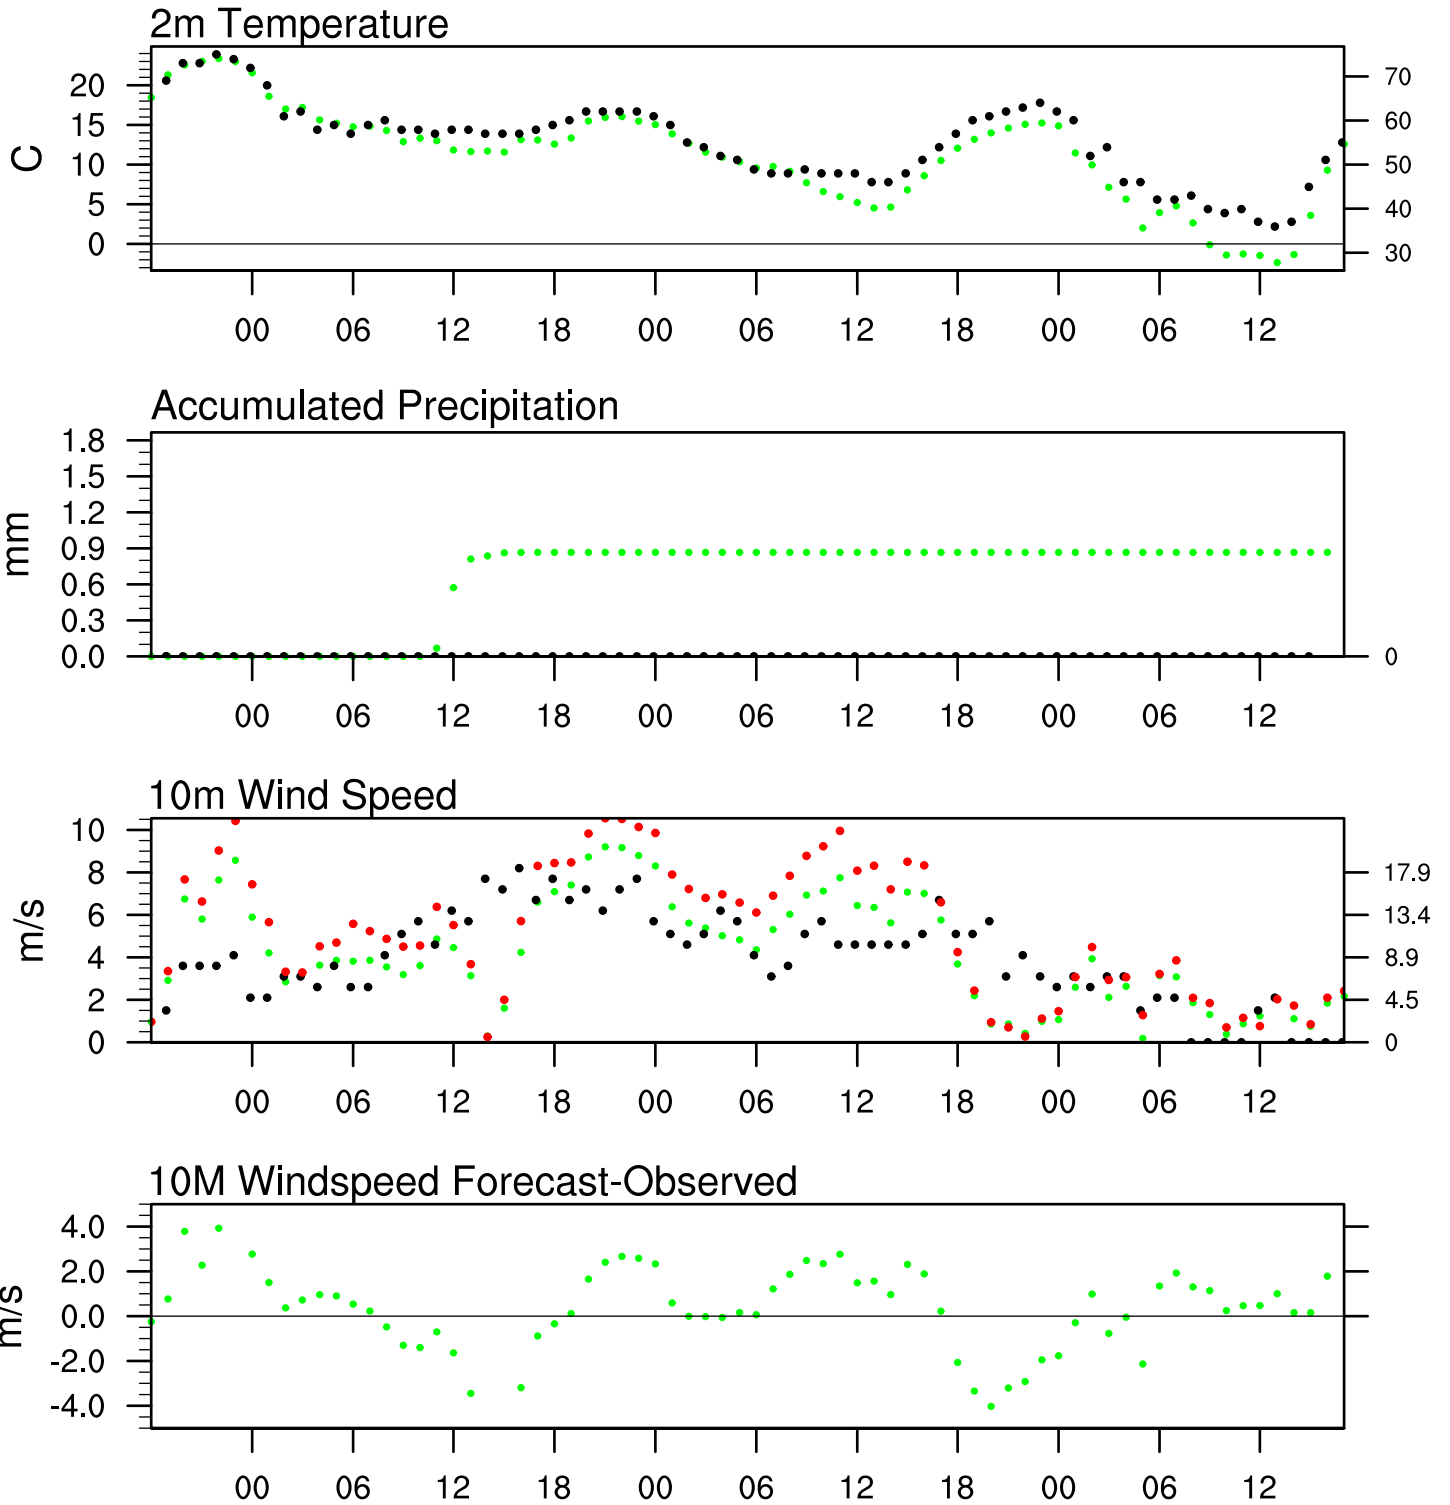 2m Temperature
C
20
15
10
5
0
70
60
50
40
30
00 06 12 18 00 06 12 18 00 06 12
Accumulated Precipitation
mm
1.8
1.5
1.2
0.9
0.6
0.3
0.0
0
00 06 12 18 00 06 12 18 00 06 12
10m Wind Speed
m/s
10
8
6
4
2
0
17.9
13.4
8.9
4.5
0
00 06 12 18 00 06 12 18 00 06 12
10M Windspeed Forecast-Observed
m/s
4.0
2.0
0.0
-2.0
-4.0
00 06 12 18 00 06 12 18 00 06 12